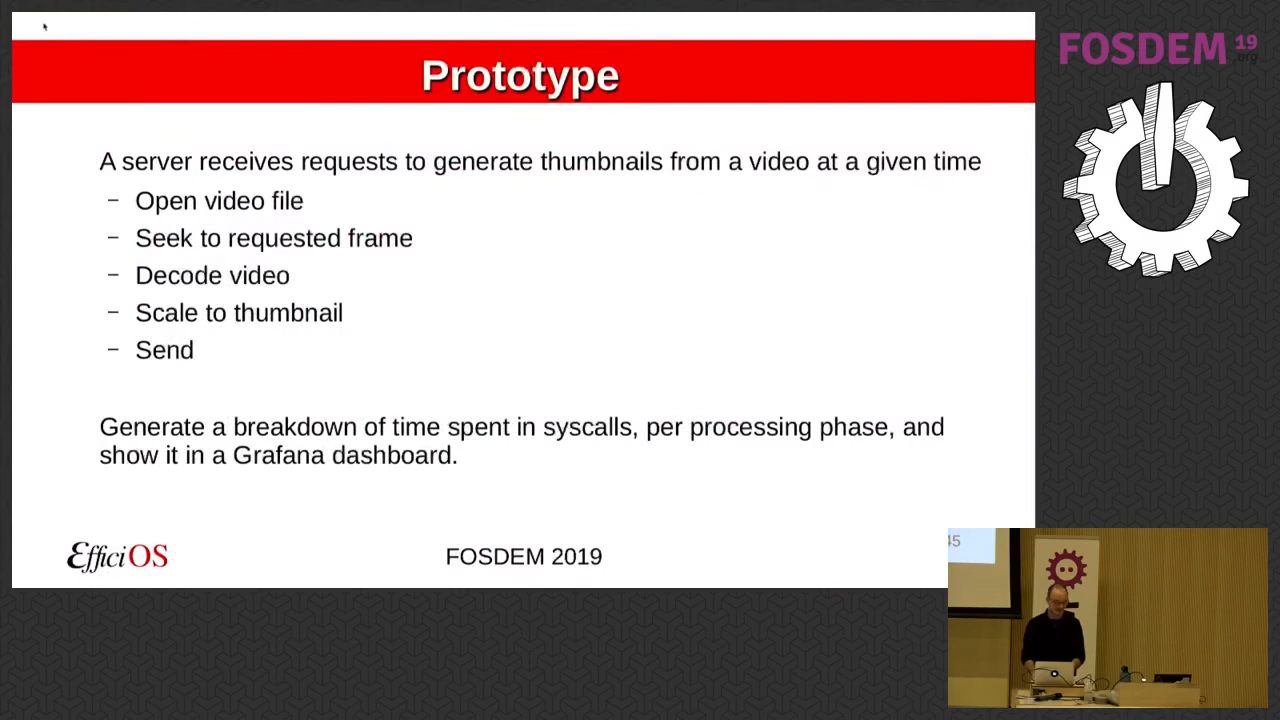 Prototype
A server receives requests to generate thumbnails from a video at a given time
– Open video file
– Seek to requested frame
– Decode video
– Scale to thumbnail
– Send
Generate a breakdown of time spent in syscalls, per processing phase, and
show it in a Grafana dashboard.
EfficiOS
FOSDEM 2019
FOSDEM 19
.org
45